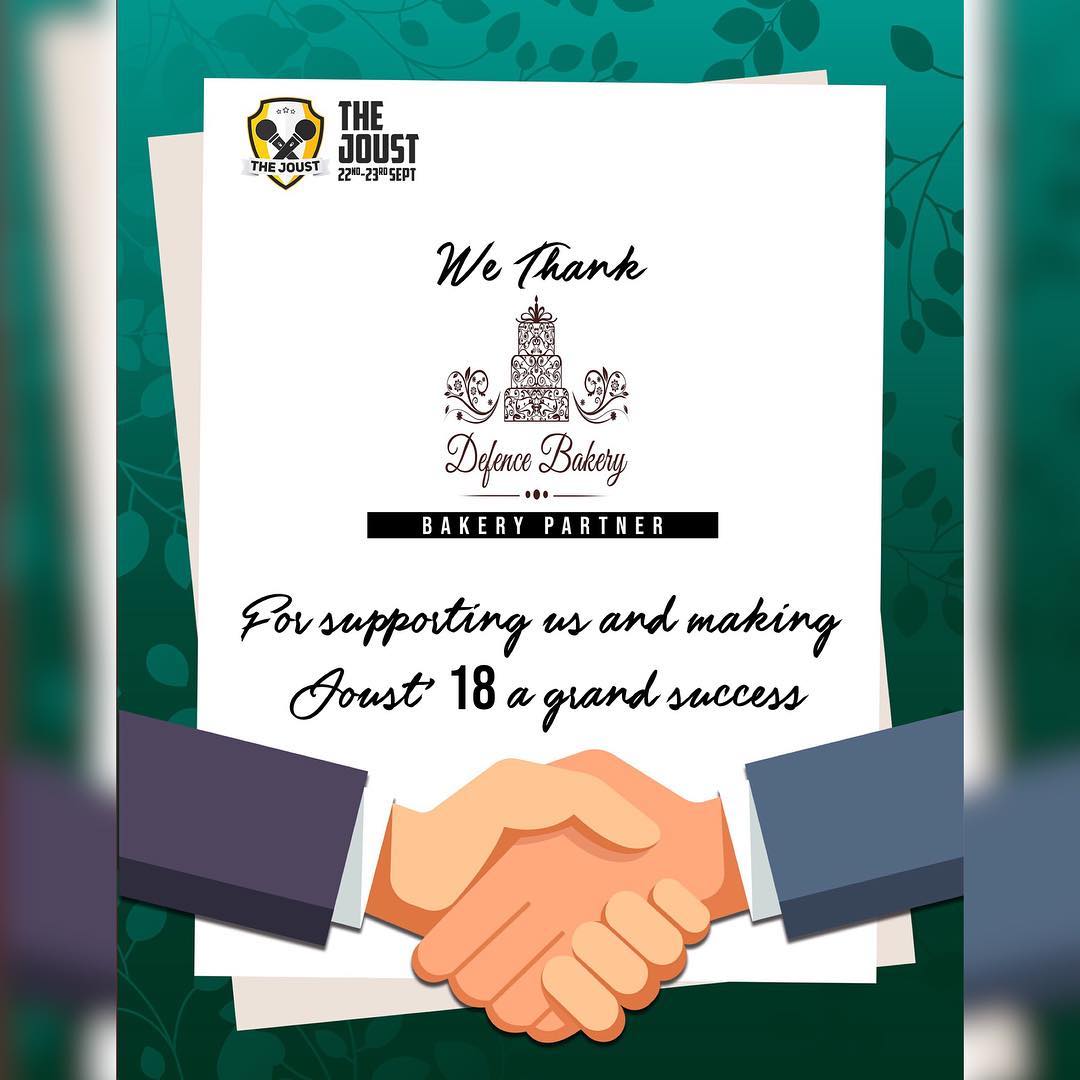 THE JOUST
THE
JOUST
22ND-23RD SEPT
We Thank
Defence Bakery
BAKERY PARTNER
For supporting us and making
Joust' 18 a grand success